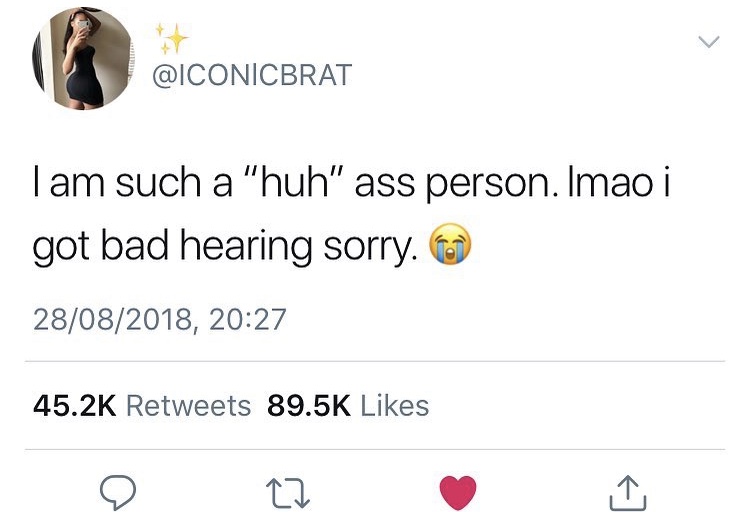 ✨
@ICONICBRAT
I am such a “huh” ass person. lmao i
got bad hearing sorry. 😭
28/08/2018, 20:27
45.2K Retweets 89.5K Likes